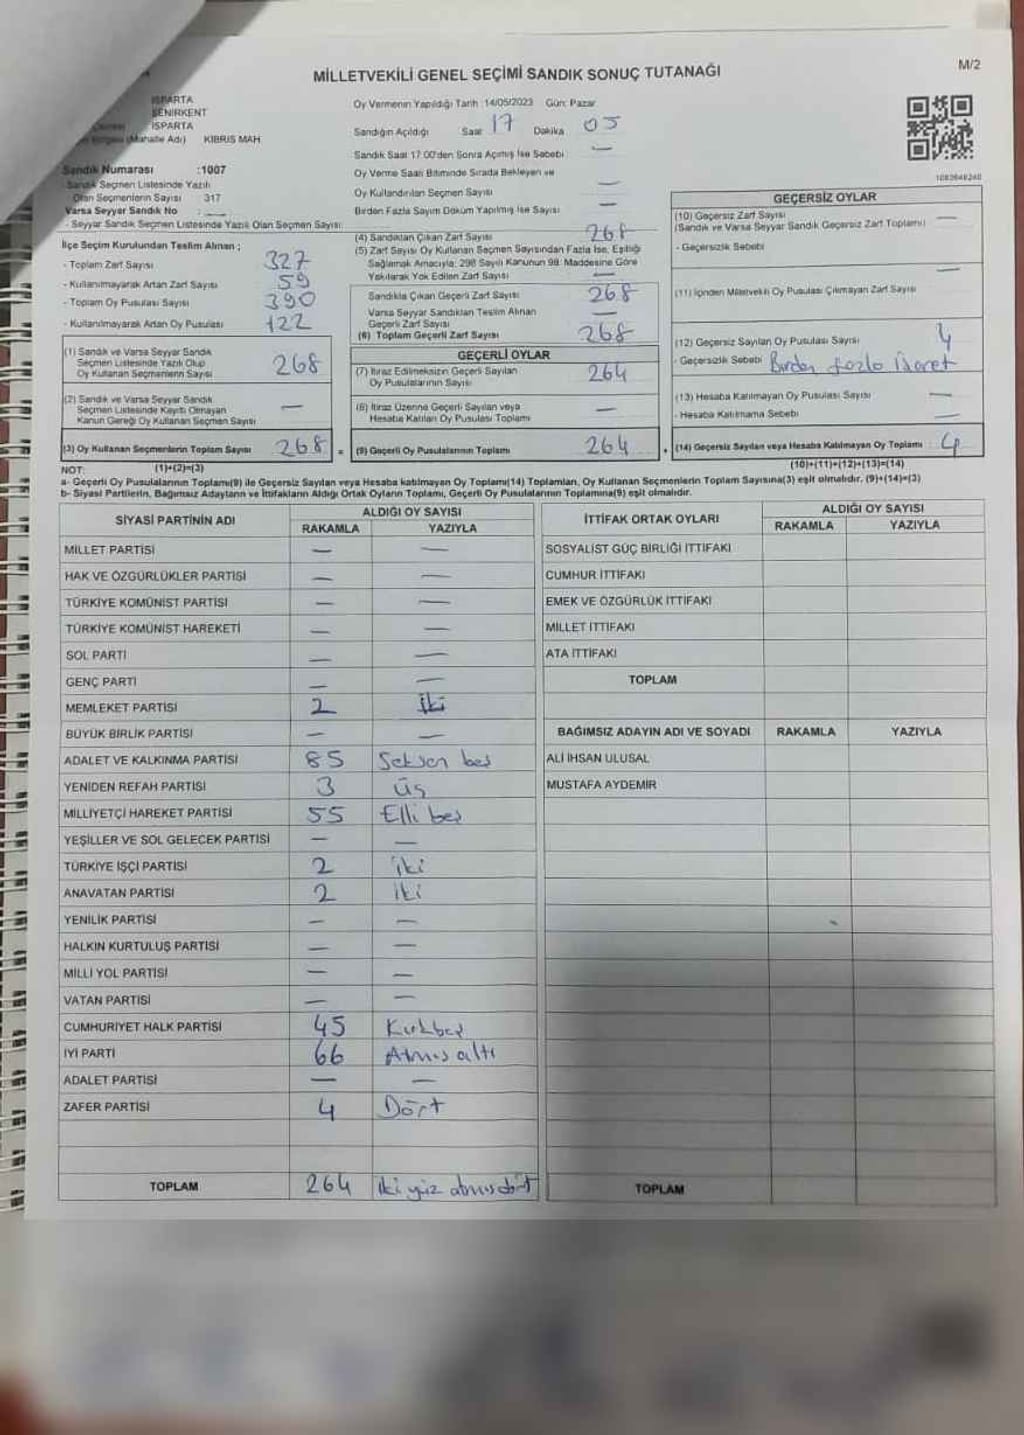 MİLLETVEKİLİ GENEL SEÇİMİ SANDIK SONUÇ TUTANAĞI
M/2
ISPARTA
SENİRKENT
ISPARTA
(Mahalle Adı) KIBRIS MAH
Sandık Numarası :1007
Sandık Seçmen Listesinde Yazılı
Olan Seçmenlerin Sayısı 317
Varsa Seyyar Sandık No :
- Seyyar Sandık Seçmen Listesinde Yazılı Olan Seçmen Sayısı:
Oy Vermenin Yapıldığı Tarih :14/05/2023 Gün: Pazar
Sandığın Açıldığı Saat 17 Dakika 05
Sandık Saat 17:00'den Sonra Açılmış İse Sebebi: —
Oy Verme Saati Bitiminde Sırada Bekleyen ve
Oy Kullandırılan Seçmen Sayısı —
Birden Fazla Sayım Döküm Yapılmış İse Sayısı —
1083648240
İlçe Seçim Kurulundan Teslim Alınan ;
- Toplam Zarf Sayısı 327
- Kullanılmayarak Artan Zarf Sayısı 59
- Toplam Oy Pusulası Sayısı 390
- Kullanılmayarak Artan Oy Pusulası 122
(1) Sandık ve Varsa Seyyar Sandık
Seçmen Listesinde Yazılı Olup
Oy Kullanan Seçmenlerin Sayısı 268
(2) Sandık ve Varsa Seyyar Sandık
Seçmen Listesinde Kayıtlı Olmayan
Kanun Gereği Oy Kullanan Seçmen Sayısı —
(3) Oy Kullanan Seçmenlerin Toplam Sayısı 268 =
(4) Sandıktan Çıkan Zarf Sayısı 268
(5) Zarf Sayısı Oy Kullanan Seçmen Sayısından Fazla İse, Eşitliği
Sağlamak Amacıyla; 298 Sayılı Kanunun 98. Maddesine Göre
Yakılarak Yok Edilen Zarf Sayısı —
Sandıkta Çıkan Geçerli Zarf Sayısı 268
Varsa Seyyar Sandıktan Teslim Alınan
Geçerli Zarf Sayısı —
(6) Toplam Geçerli Zarf Sayısı 268
GEÇERLİ OYLAR
(7) İtiraz Edilmeksizin Geçerli Sayılan
Oy Pusulalarının Sayısı 264
(8) İtiraz Üzerine Geçerli Sayılan veya
Hesaba Katılan Oy Pusulası Toplamı —
(9) Geçerli Oy Pusulalarının Toplamı 264 +
GEÇERSİZ OYLAR
(10) Geçersiz Zarf Sayısı
(Sandık ve Varsa Seyyar Sandık Geçersiz Zarf Toplamı) —
- Geçersizlik Sebebi
(11) İçinden Milletvekili Oy Pusulası Çıkmayan Zarf Sayısı —
(12) Geçersiz Sayılan Oy Pusulası Sayısı 4
- Geçersizlik Sebebi Birden fazla İşaret
(13) Hesaba Katılmayan Oy Pusulası Sayısı —
- Hesaba Katılmama Sebebi —
(14) Geçersiz Sayılan veya Hesaba Katılmayan Oy Toplamı 4
NOT: (1)+(2)=(3) (10)+(11)+(12)+(13)=(14)
a- Geçerli Oy Pusulalarının Toplamı(9) ile Geçersiz Sayılan veya Hesaba katılmayan Oy Toplamı(14) Toplamları, Oy Kullanan Seçmenlerin Toplam Sayısına(3) eşit olmalıdır. (9)+(14)=(3)
b- Siyasi Partilerin, Bağımsız Adayların ve İttifakların Aldığı Ortak Oyların Toplamı, Geçerli Oy Pusulalarının Toplamına(9) eşit olmalıdır.
SİYASİ PARTİNİN ADI ALDIĞI OY SAYISI
RAKAMLA YAZIYLA
MİLLET PARTİSİ — —
HAK VE ÖZGÜRLÜKLER PARTİSİ — —
TÜRKİYE KOMÜNİST PARTİSİ — —
TÜRKİYE KOMÜNİST HAREKETİ — —
SOL PARTİ — —
GENÇ PARTİ — —
MEMLEKET PARTİSİ 2 İki
BÜYÜK BİRLİK PARTİSİ — —
ADALET VE KALKINMA PARTİSİ 85 Seksen beş
YENİDEN REFAH PARTİSİ 3 üç
MİLLİYETÇİ HAREKET PARTİSİ 55 Elli beş
YEŞİLLER VE SOL GELECEK PARTİSİ — —
TÜRKİYE İŞÇİ PARTİSİ 2 iki
ANAVATAN PARTİSİ 2 iki
YENİLİK PARTİSİ — —
HALKIN KURTULUŞ PARTİSİ — —
MİLLİ YOL PARTİSİ — —
VATAN PARTİSİ — —
CUMHURİYET HALK PARTİSİ 45 Kırkbeş
İYİ PARTİ 66 Atmış altı
ADALET PARTİSİ — —
ZAFER PARTİSİ 4 Dört
TOPLAM 264 iki yüz atmışdört
İTTİFAK ORTAK OYLARI ALDIĞI OY SAYISI
RAKAMLA YAZIYLA
SOSYALİST GÜÇ BİRLİĞİ İTTİFAKI
CUMHUR İTTİFAKI
EMEK VE ÖZGÜRLÜK İTTİFAKI
MİLLET İTTİFAKI
ATA İTTİFAKI
TOPLAM
BAĞIMSIZ ADAYIN ADI VE SOYADI RAKAMLA YAZIYLA
ALİ İHSAN ULUSAL
MUSTAFA AYDEMİR
TOPLAM